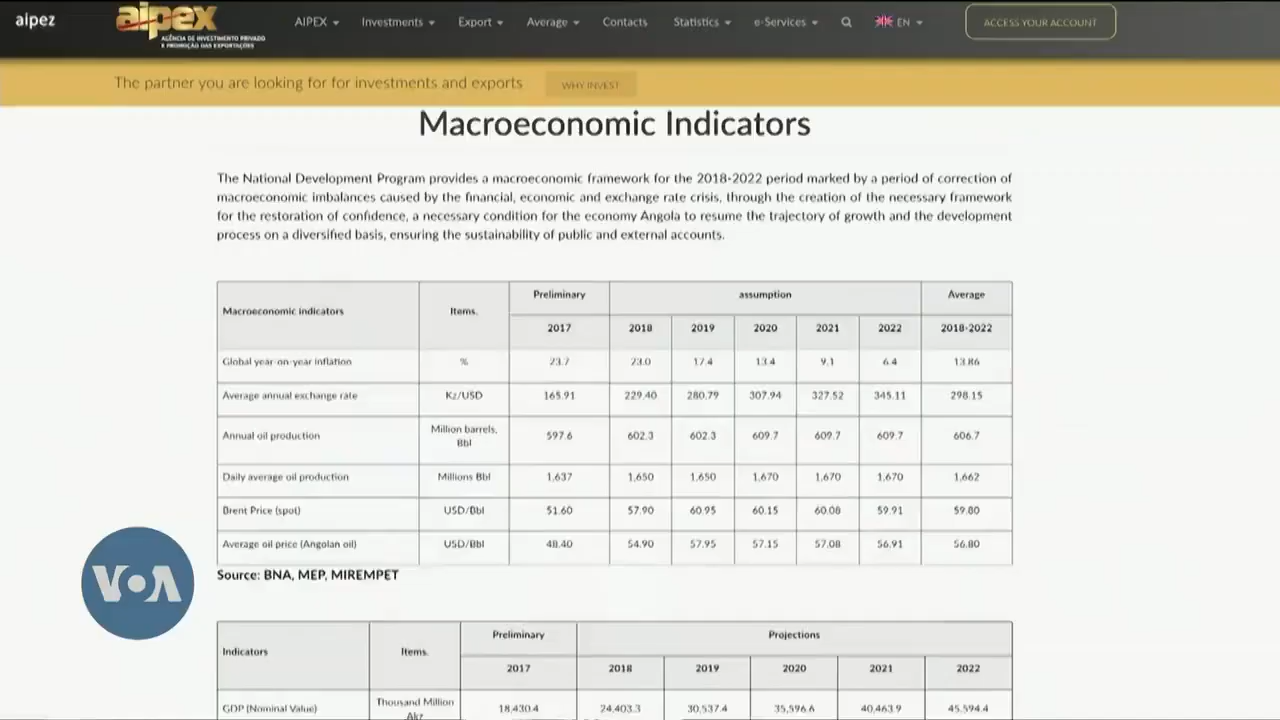 aipez
aipex
AGÊNCIA DE INVESTIMENTO PRIVADO
E PROMOÇÃO DAS EXPORTAÇÕES
AIPEX Investments Export Average Contacts Statistics e-Services EN ACCESS YOUR ACCOUNT
The partner you are looking for for investments and exports WHY INVEST
Macroeconomic Indicators
The National Development Program provides a macroeconomic framework for the 2018-2022 period marked by a period of correction of
macroeconomic imbalances caused by the financial, economic and exchange rate crisis, through the creation of the necessary framework
for the restoration of confidence, a necessary condition for the economy Angola to resume the trajectory of growth and the development
process on a diversified basis, ensuring the sustainability of public and external accounts.
Macroeconomic indicators Items. Preliminary assumption Average
2017 2018 2019 2020 2021 2022 2018-2022
Global year-on-year inflation % 23.7 23.0 17.4 13.4 9.1 6.4 13.86
Average annual exchange rate Kz/USD 165.91 229.40 280.79 307.94 327.52 345.11 298.15
Annual oil production Million barrels. Bbl 597.6 602.3 602.3 609.7 609.7 609.7 606.7
Daily average oil production Millions Bbl 1,637 1,650 1,650 1,670 1,670 1,670 1,662
Brent Price (spot) USD/Bbl 51.60 57.90 60.95 60.15 60.08 59.91 59.80
Average oil price (Angolan oil) USD/Bbl 48.40 54.90 57.95 57.15 57.08 56.91 56.80
Source: BNA, MEP, MIREMPET
VOA
Indicators Items. Preliminary Projections
2017 2018 2019 2020 2021 2022
GDP (Nominal Value) Thousand Million Akz 18,430.4 24,403.3 30,537.4 35,596.6 40,463.9 45,594.4